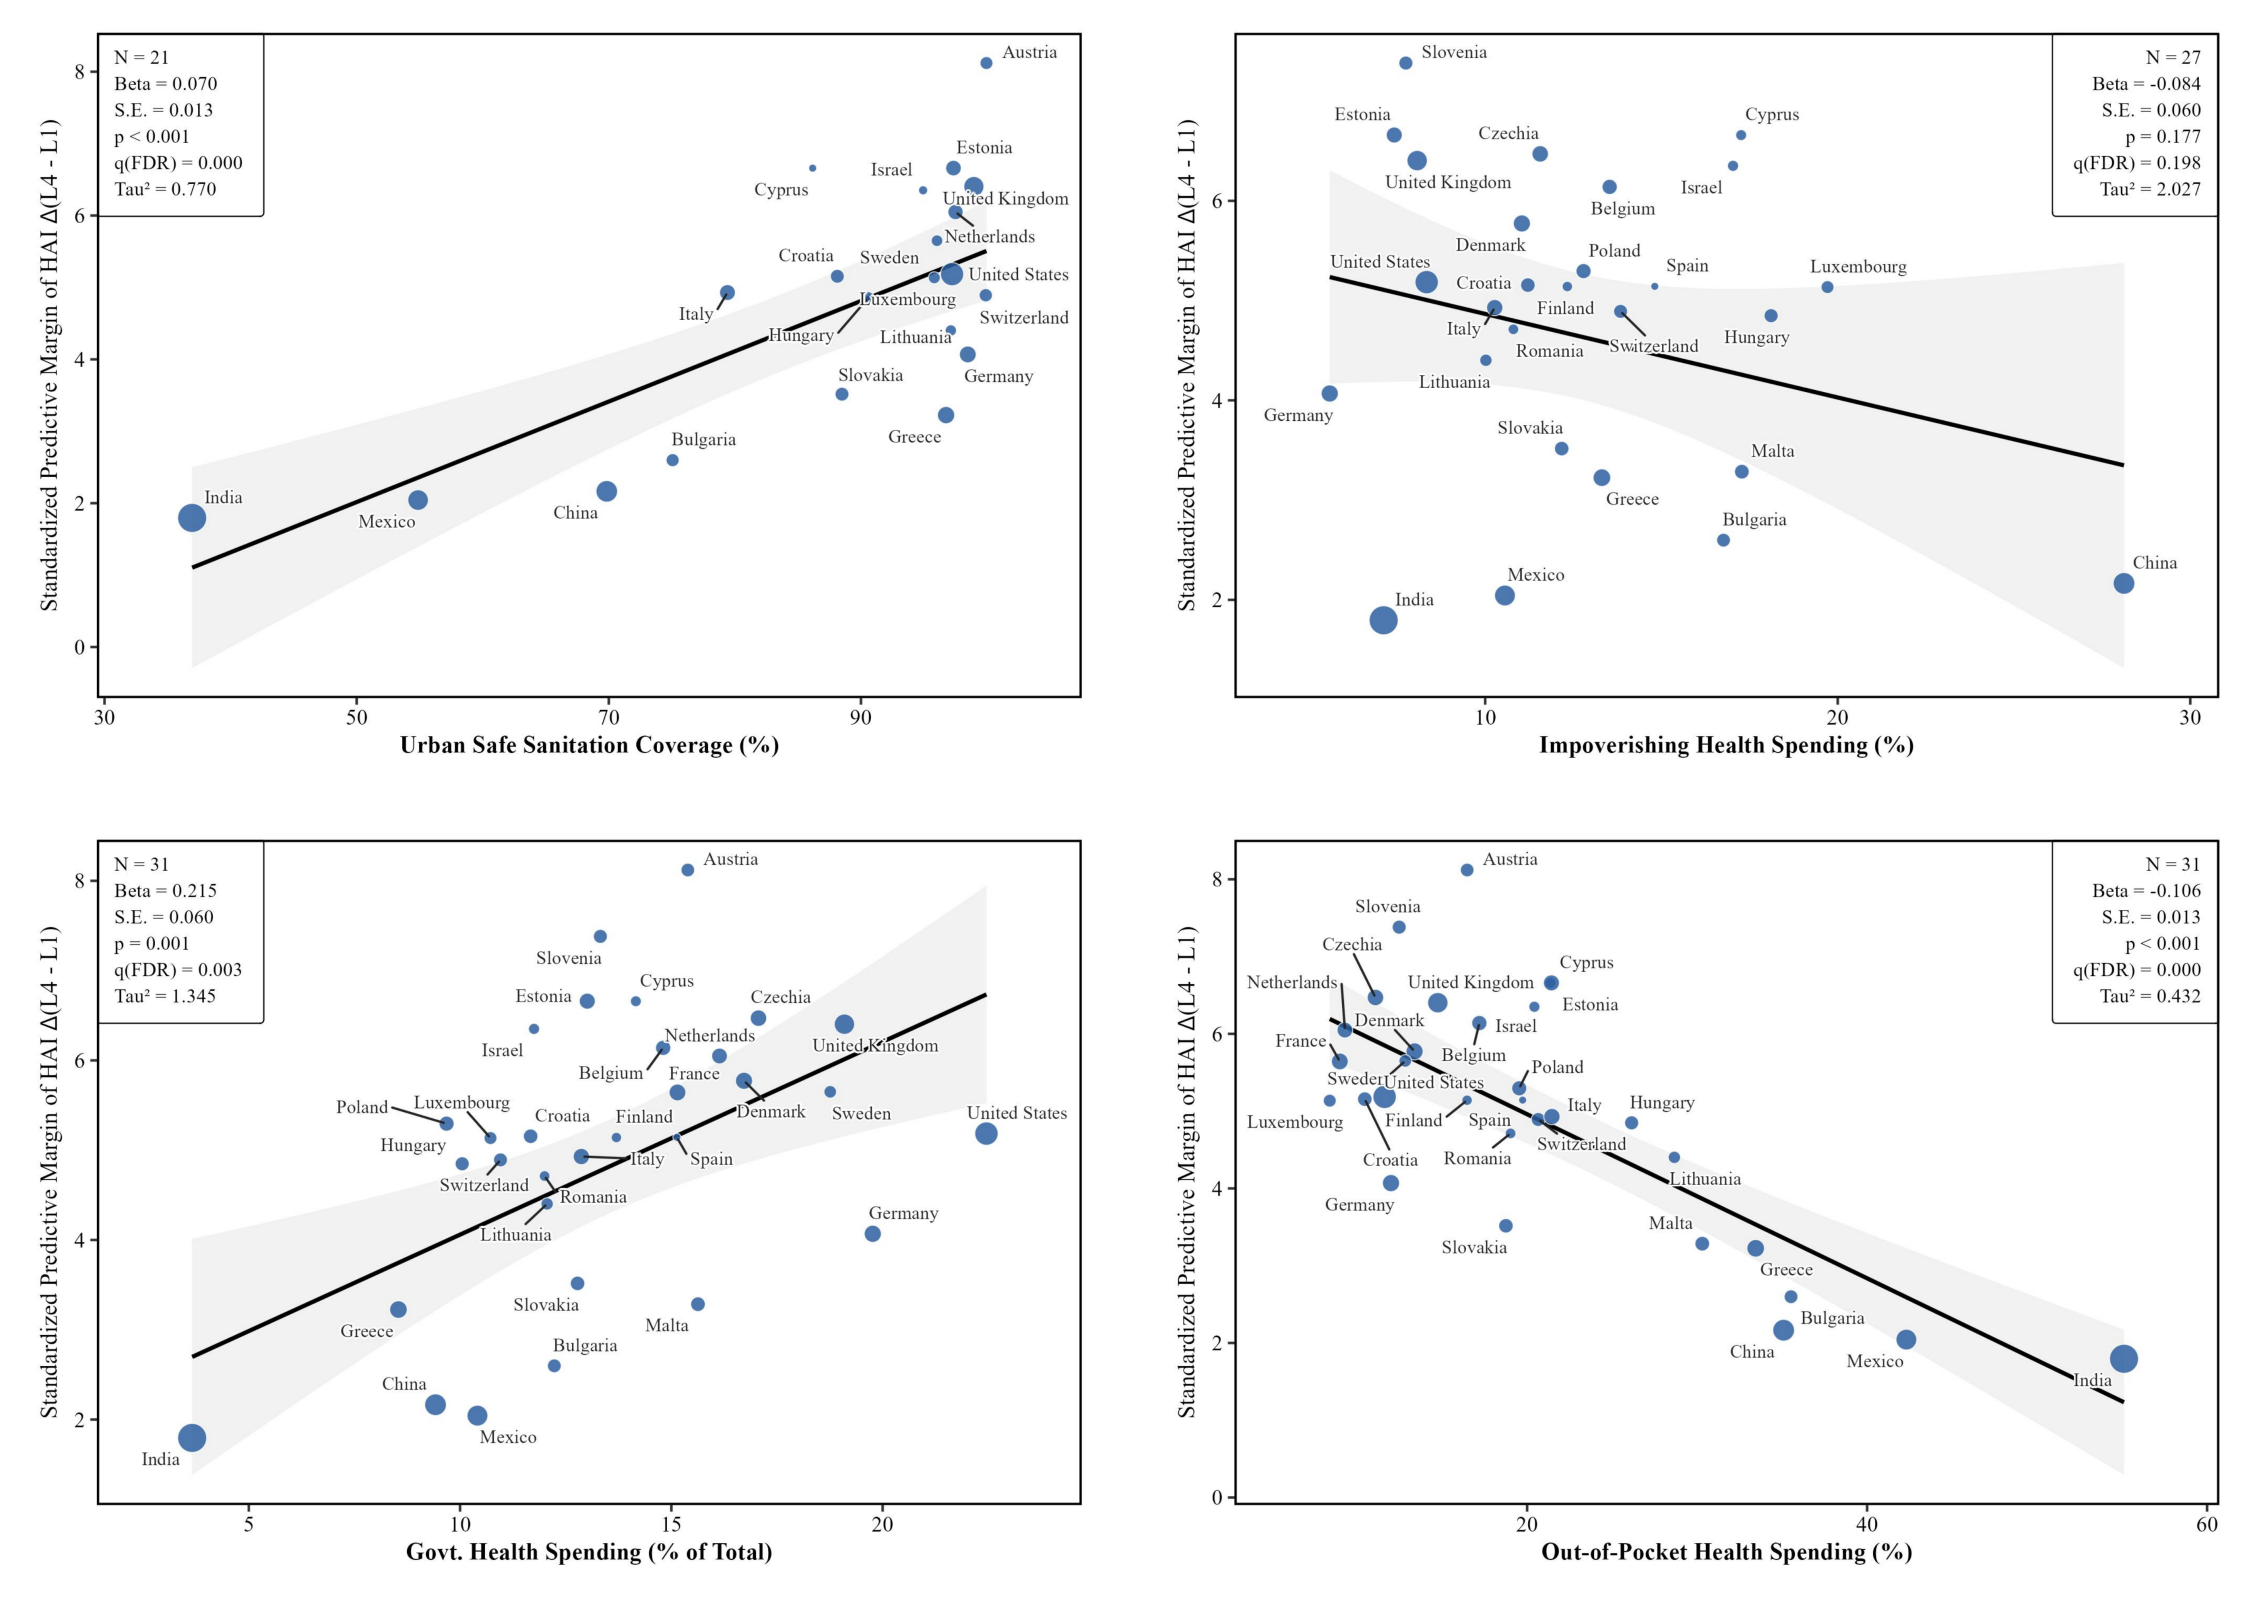 N = 21
Beta = 0.070
S.E. = 0.013
p < 0.001
q(FDR) = 0.000
Tau² = 0.770
Austria
Estonia
Israel
Cyprus
United Kingdom
Netherlands
Croatia
Sweden
United States
Italy
Luxembourg
Switzerland
Hungary
Lithuania
Slovakia
Germany
Greece
Bulgaria
India
China
Mexico
8
6
4
2
0
30
50
70
90
Urban Safe Sanitation Coverage (%)
Standardized Predictive Margin of HAI Δ(L4 - L1)
N = 27
Beta = -0.084
S.E. = 0.060
p = 0.177
q(FDR) = 0.198
Tau² = 2.027
Slovenia
Estonia
Cyprus
Czechia
United Kingdom
Israel
Belgium
Denmark
Poland
United States
Spain
Luxembourg
Croatia
Finland
Italy
Hungary
Switzerland
Romania
Lithuania
Germany
Slovakia
Malta
Greece
Bulgaria
China
Mexico
India
6
4
2
10
20
30
Impoverishing Health Spending (%)
Standardized Predictive Margin of HAI Δ(L4 - L1)
N = 31
Beta = 0.215
S.E. = 0.060
p = 0.001
q(FDR) = 0.003
Tau² = 1.345
Austria
Slovenia
Cyprus
Estonia
Czechia
Netherlands
Israel
United Kingdom
Belgium
France
Luxembourg
Poland
Croatia
Finland
Denmark
Sweden
United States
Hungary
Italy
Spain
Switzerland
Romania
Germany
Lithuania
Slovakia
Malta
Greece
Bulgaria
China
Mexico
India
8
6
4
2
5
10
15
20
Govt. Health Spending (% of Total)
Standardized Predictive Margin of HAI Δ(L4 - L1)
N = 31
Beta = -0.106
S.E. = 0.013
p < 0.001
q(FDR) = 0.000
Tau² = 0.432
Austria
Slovenia
Czechia
Cyprus
Netherlands
United Kingdom
Estonia
Denmark
Israel
France
Belgium
Poland
Sweden
United States
Italy
Hungary
Luxembourg
Finland
Spain
Switzerland
Croatia
Romania
Lithuania
Germany
Malta
Slovakia
Greece
Bulgaria
China
Mexico
India
8
6
4
2
0
20
40
60
Out-of-Pocket Health Spending (%)
Standardized Predictive Margin of HAI Δ(L4 - L1)